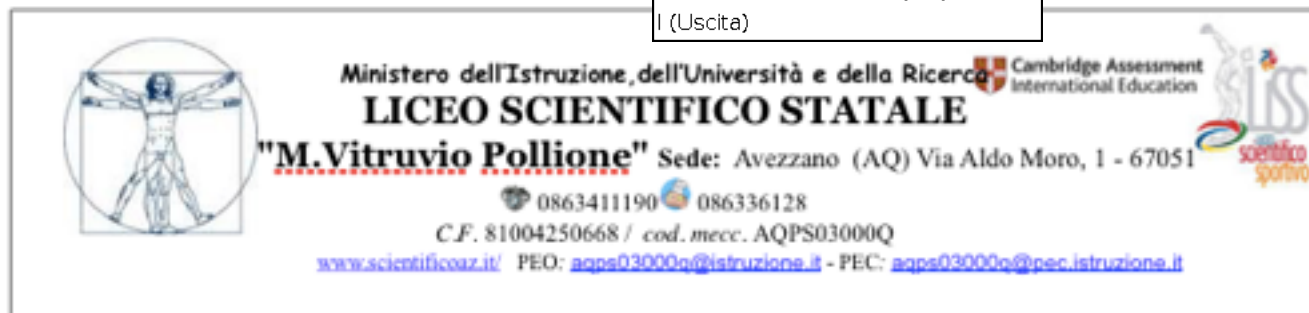 I (Uscita)
Ministero dell'Istruzione,dell'Università e della Ricerca
Cambridge Assessment
International Education
LICEO SCIENTIFICO STATALE
LiSS
"M.Vitruvio Pollione" Sede: Avezzano (AQ) Via Aldo Moro, 1 - 67051
scientifico
sportivo
0863411190 086336128
C.F. 81004250668 / cod. mecc. AQPS03000Q
www.scientificoaz.it/ PEO: aqps03000q@istruzione.it - PEC: aqps03000q@pec.istruzione.it